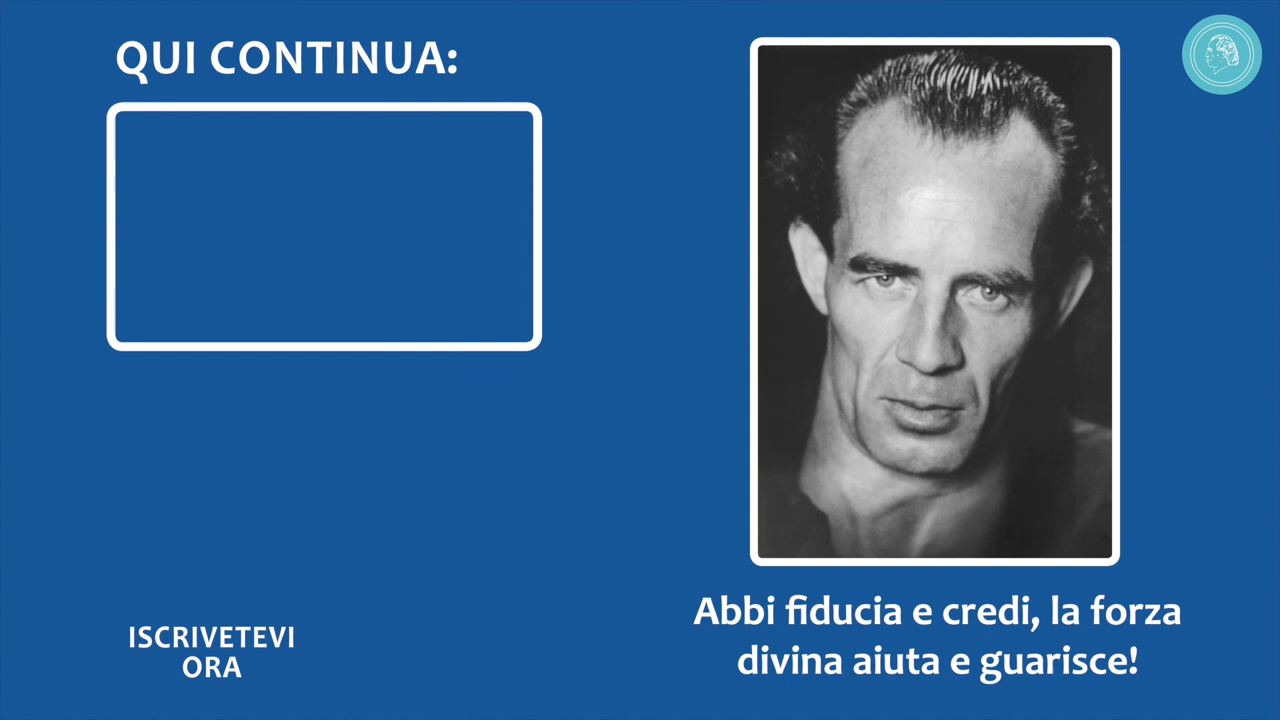 QUI CONTINUA:
ISCRIVETEVI
ORA
Abbi fiducia e credi, la forza
divina aiuta e guarisce!